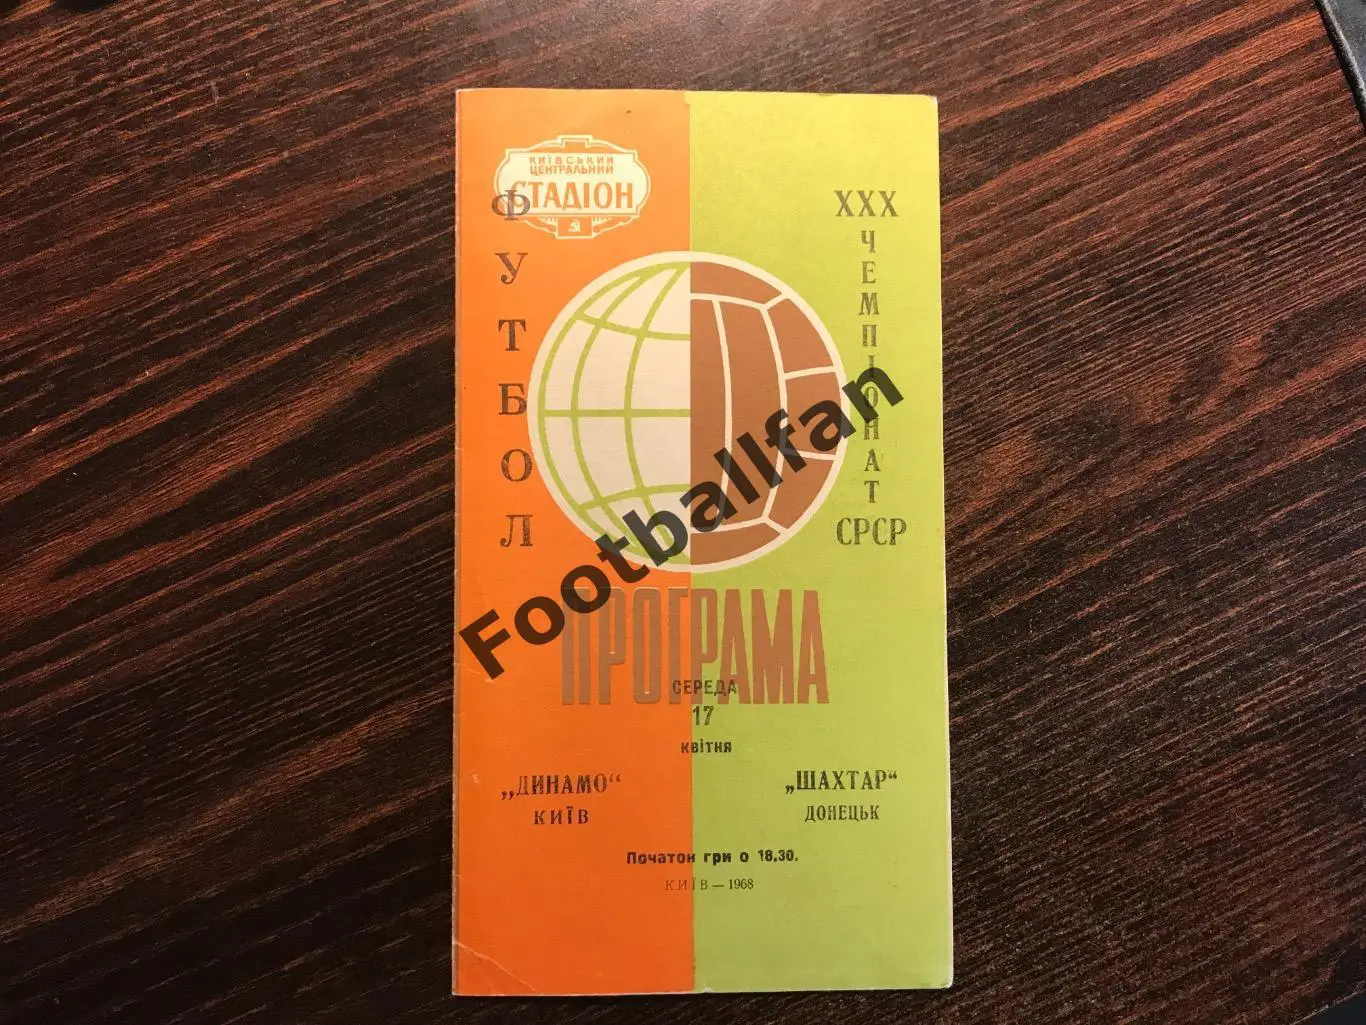 КИЇВСЬКИЙ
ЦЕНТРАЛЬНИЙ
СТАДІОН
ФУТБОЛ
XXX
ЧЕМПІОНАТ
СРСР
Footballfan
ПРОГРАМА
СЕРЕДА
17
квітня
„ДИНАМО“
КИЇВ
„ШАХТАР“
ДОНЕЦЬК
Початок гри о 18.30.
КИЇВ — 1968